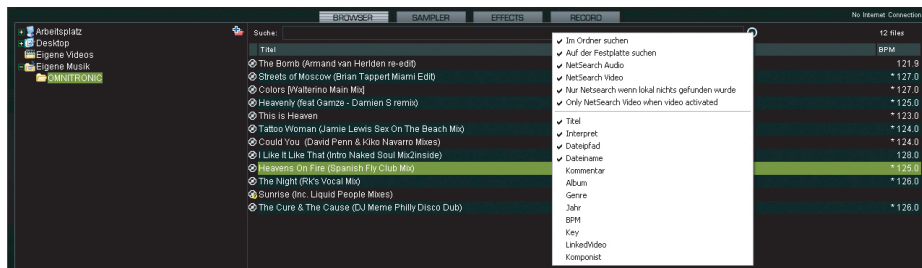 BROWSER SAMPLER EFFECTS RECORD No Internet Connection
Arbeitsplatz
Desktop
Eigene Videos
Eigene Musik
OMNITRONIC
Suche: 12 files
Titel BPM
The Bomb (Armand van Herlden re-edit) 121.9
Streets of Moscow (Brian Tappert Miami Edit) * 127.0
Colors [Walterino Main Mix] * 127.0
Heavenly (feat Gamze - Damien S remix) * 125.0
This is Heaven * 123.0
Tattoo Woman (Jamie Lewis Sex On The Beach Mix) * 124.0
Could You (David Penn & Kiko Navarro Mixes) * 124.0
I Like It Like That (Intro Naked Soul Mix2inside) 128.0
Heavens On Fire (Spanish Fly Club Mix) * 125.0
The Night (Rk's Vocal Mix) * 126.0
Sunrise (Inc. Liquid People Mixes)
The Cure & The Cause (DJ Meme Philly Disco Dub) * 126.0
Im Ordner suchen
Auf der Festplatte suchen
NetSearch Audio
NetSearch Video
Nur Netsearch wenn lokal nichts gefunden wurde
Only NetSearch Video when video activated
Titel
Interpret
Dateipfad
Dateiname
Kommentar
Album
Genre
Jahr
BPM
Key
LinkedVideo
Komponist